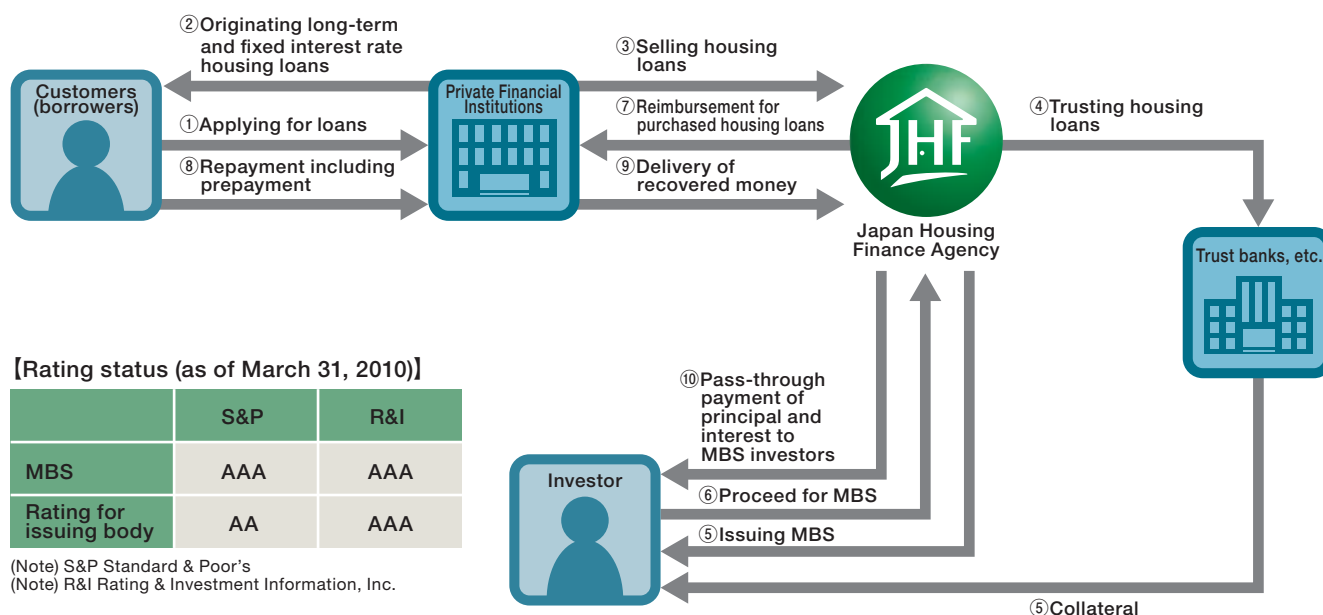 ②Originating long-term
and fixed interest rate
housing loans
③Selling housing
loans
Customers
(borrowers)
Private Financial
Institutions
①Applying for loans
⑦Reimbursement for
purchased housing loans
④Trusting housing
loans
JHF
⑧Repayment including
prepayment
⑨Delivery of
recovered money
Japan Housing
Finance Agency
Trust banks, etc.
【Rating status (as of March 31, 2010)】
S&P R&I
MBS AAA AAA
Rating for
issuing body AA AAA
(Note) S&P Standard & Poor's
(Note) R&I Rating & Investment Information, Inc.
⑩Pass-through
payment of
principal and
interest to
MBS investors
Investor
⑥Proceed for MBS
⑤Issuing MBS
⑤Collateral